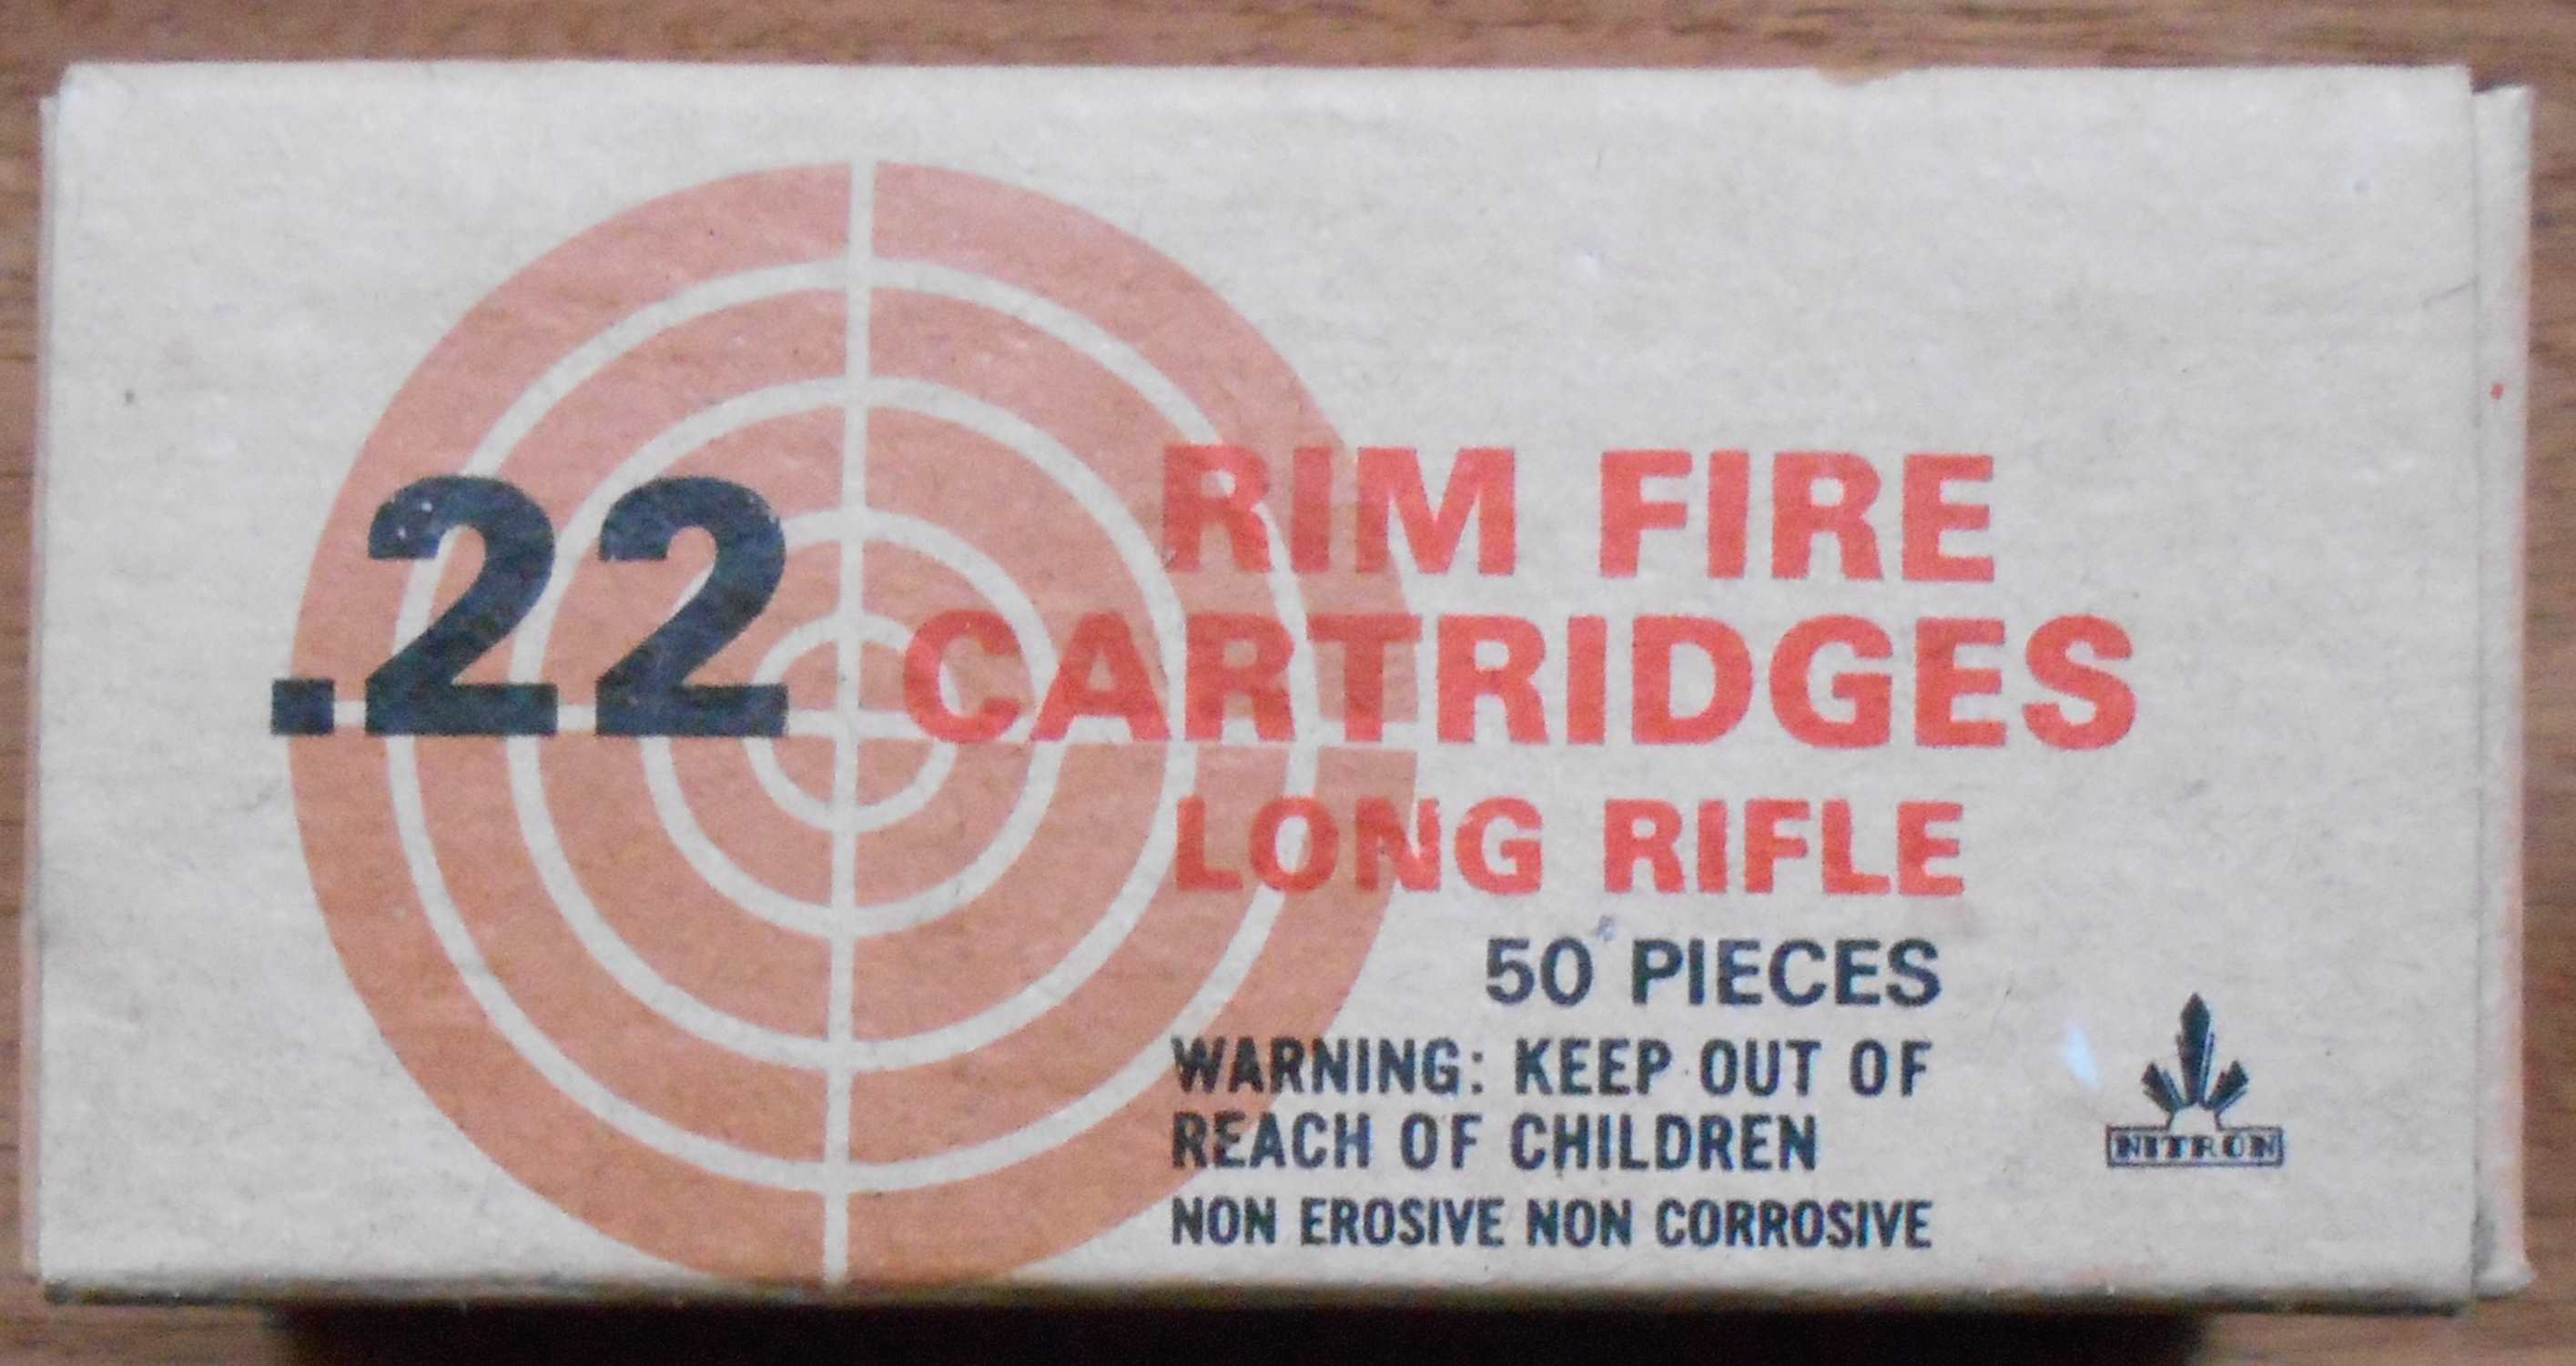 .22
RIM FIRE
CARTRIDGES
LONG RIFLE
50 PIECES
WARNING: KEEP OUT OF
REACH OF CHILDREN
NON EROSIVE NON CORROSIVE
NITRON